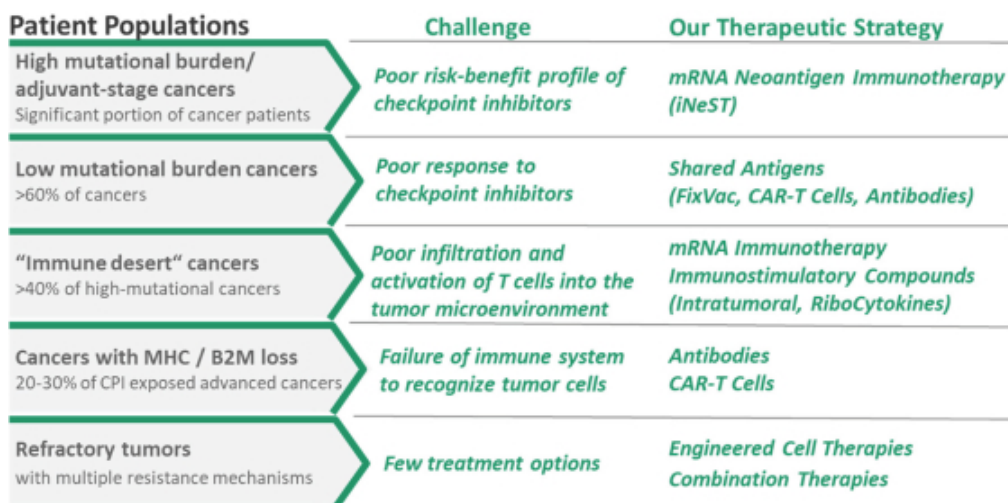 Patient Populations
Challenge
Our Therapeutic Strategy
High mutational burden/
adjuvant-stage cancers
Significant portion of cancer patients
Poor risk-benefit profile of
checkpoint inhibitors
mRNA Neoantigen Immunotherapy
(iNeST)
Low mutational burden cancers
>60% of cancers
Poor response to
checkpoint inhibitors
Shared Antigens
(FixVac, CAR-T Cells, Antibodies)
“Immune desert“ cancers
>40% of high-mutational cancers
Poor infiltration and
activation of T cells into the
tumor microenvironment
mRNA Immunotherapy
Immunostimulatory Compounds
(Intratumoral, RiboCytokines)
Cancers with MHC / B2M loss
20-30% of CPI exposed advanced cancers
Failure of immune system
to recognize tumor cells
Antibodies
CAR-T Cells
Refractory tumors
with multiple resistance mechanisms
Few treatment options
Engineered Cell Therapies
Combination Therapies